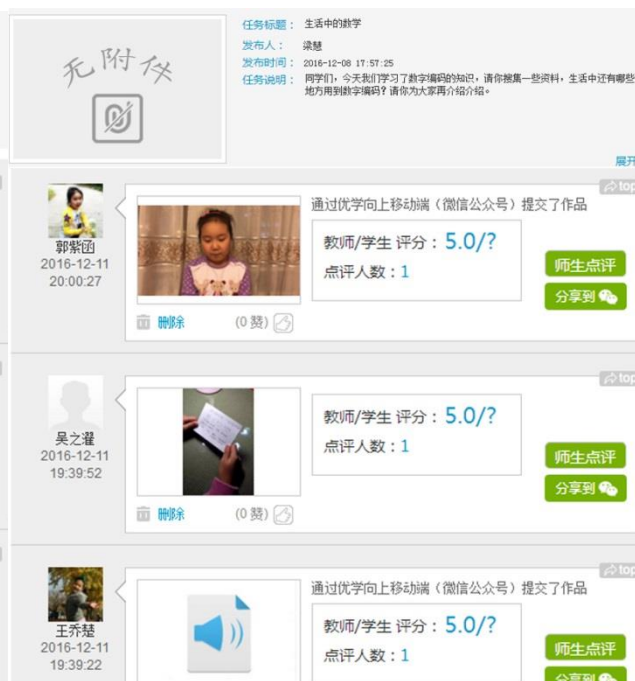 无附件
任务标题： 生活中的数学
发布人： 梁慧
发布时间： 2016-12-08 17:57:25
任务说明： 同学们，今天我们学习了数字编码的知识，请你搜集一些资料，生活中还有哪些
地方用到数字编码？请你为大家再介绍介绍。
展开
top
郭紫函
2016-12-11
20:00:27
通过优学向上移动端（微信公众号）提交了作品
教师/学生 评分：5.0/?
点评人数：1
师生点评
分享到
删除 (0 赞)
top
吴之濯
2016-12-11
19:39:52
教师/学生 评分：5.0/?
点评人数：1
师生点评
分享到
删除 (0 赞)
top
王乔楚
2016-12-11
19:39:22
通过优学向上移动端（微信公众号）提交了作品
教师/学生 评分：5.0/?
点评人数：1
师生点评
分享到